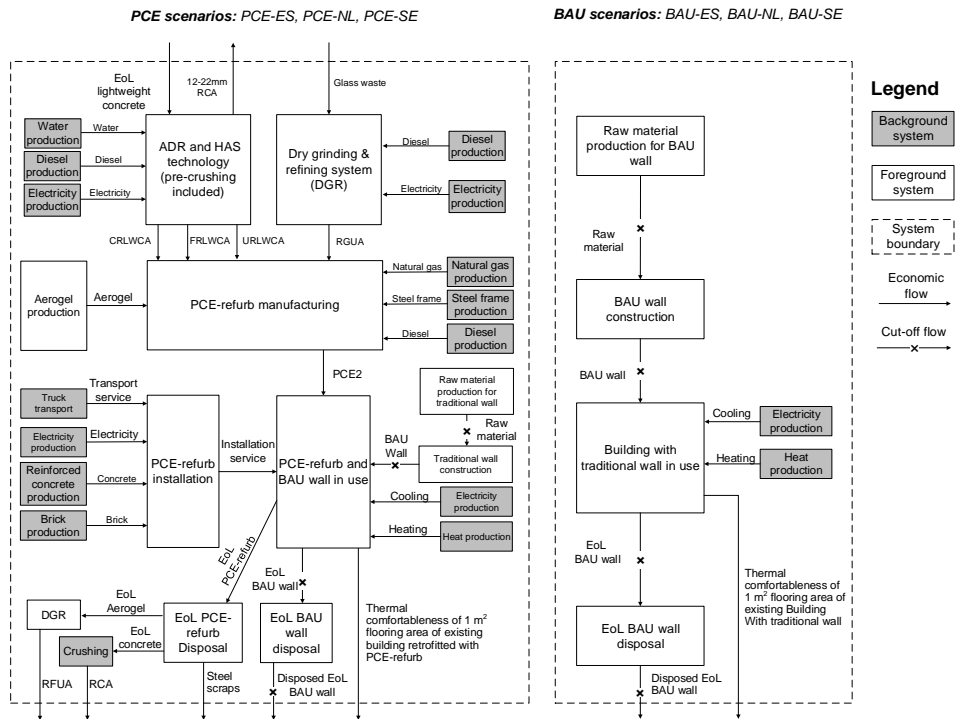 PCE scenarios: PCE-ES, PCE-NL, PCE-SE
BAU scenarios: BAU-ES, BAU-NL, BAU-SE
EoL
lightweight
concrete
12-22mm
RCA
Glass waste
Water
production
Water
Diesel
production
Diesel
Electricity
production
Electricity
ADR and HAS
technology
(pre-crushing
included)
Dry grinding &
refining system
(DGR)
Diesel
Diesel
production
Electricity
Electricity
production
CRLWCA
FRLWCA
URLWCA
RGUA
Aerogel
production
Aerogel
PCE-refurb manufacturing
Natural gas
Natural gas
production
Steel frame
Steel frame
production
Diesel
Diesel
production
PCE2
Truck
transport
Transport
service
Electricity
production
Electricity
Reinforced
concrete
production
Concrete
Brick
production
Brick
PCE-refurb
installation
Installation
service
PCE-refurb and
BAU wall in use
Raw material
production for
traditional wall
Raw
material
Traditional wall
construction
BAU
Wall
Cooling
Electricity
production
Heating
Heat production
EoL
PCE-refurb
EoL
BAU wall
DGR
EoL
Aerogel
Crushing
EoL
concrete
EoL PCE-
refurb
Disposal
EoL BAU
wall
disposal
Thermal
comfortableness of 1 m²
flooring area of existing
building retrofitted with
PCE-refurb
RFUA
RCA
Steel
scraps
Disposed EoL
BAU wall
Raw material
production for BAU
wall
Raw
material
BAU wall
construction
BAU wall
Building with
traditional wall in use
Cooling
Electricity
production
Heating
Heat
production
EoL
BAU wall
EoL BAU wall
disposal
Disposed EoL
BAU wall
Thermal
comfortableness of
1 m² flooring area of
existing Building
With traditional wall
Legend
Background
system
Foreground
system
System
boundary
Economic
flow
Cut-off flow